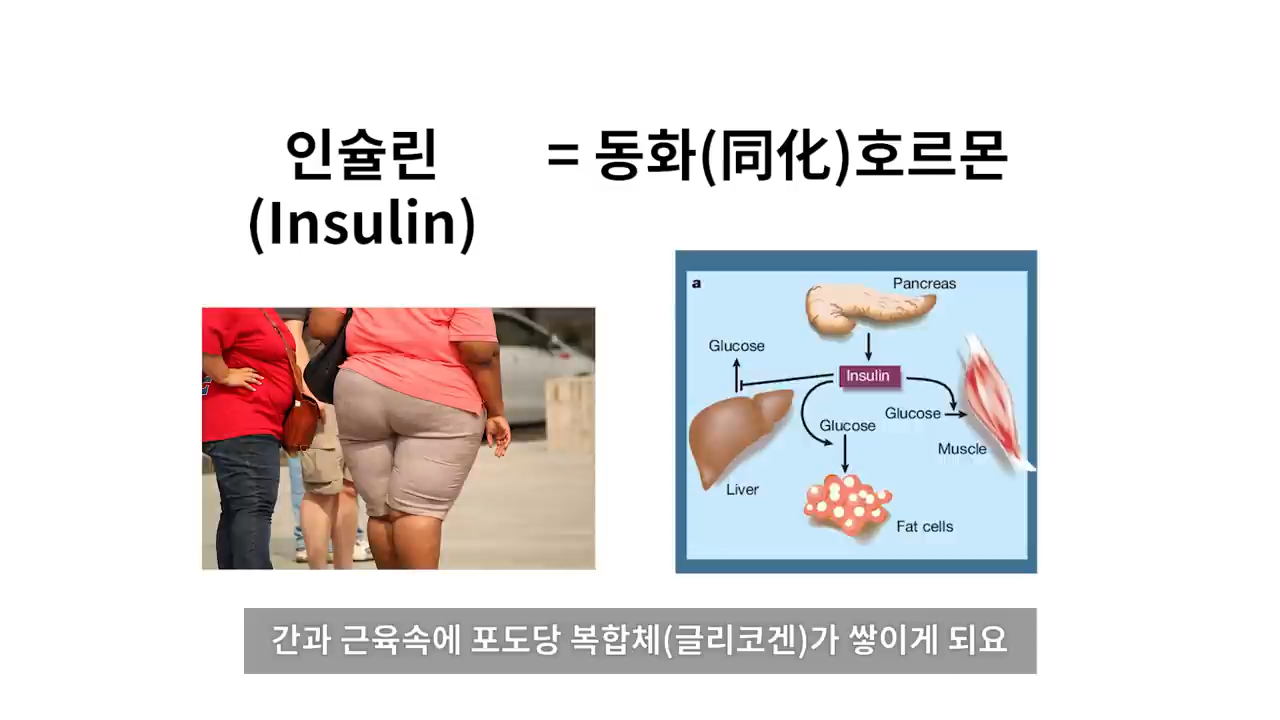 인슐린 = 동화(同化)호르몬
(Insulin)
a
Pancreas
Glucose
Insulin
Glucose
Glucose
Muscle
Liver
Fat cells
간과 근육속에 포도당 복합체(글리코겐)가 쌓이게 되요